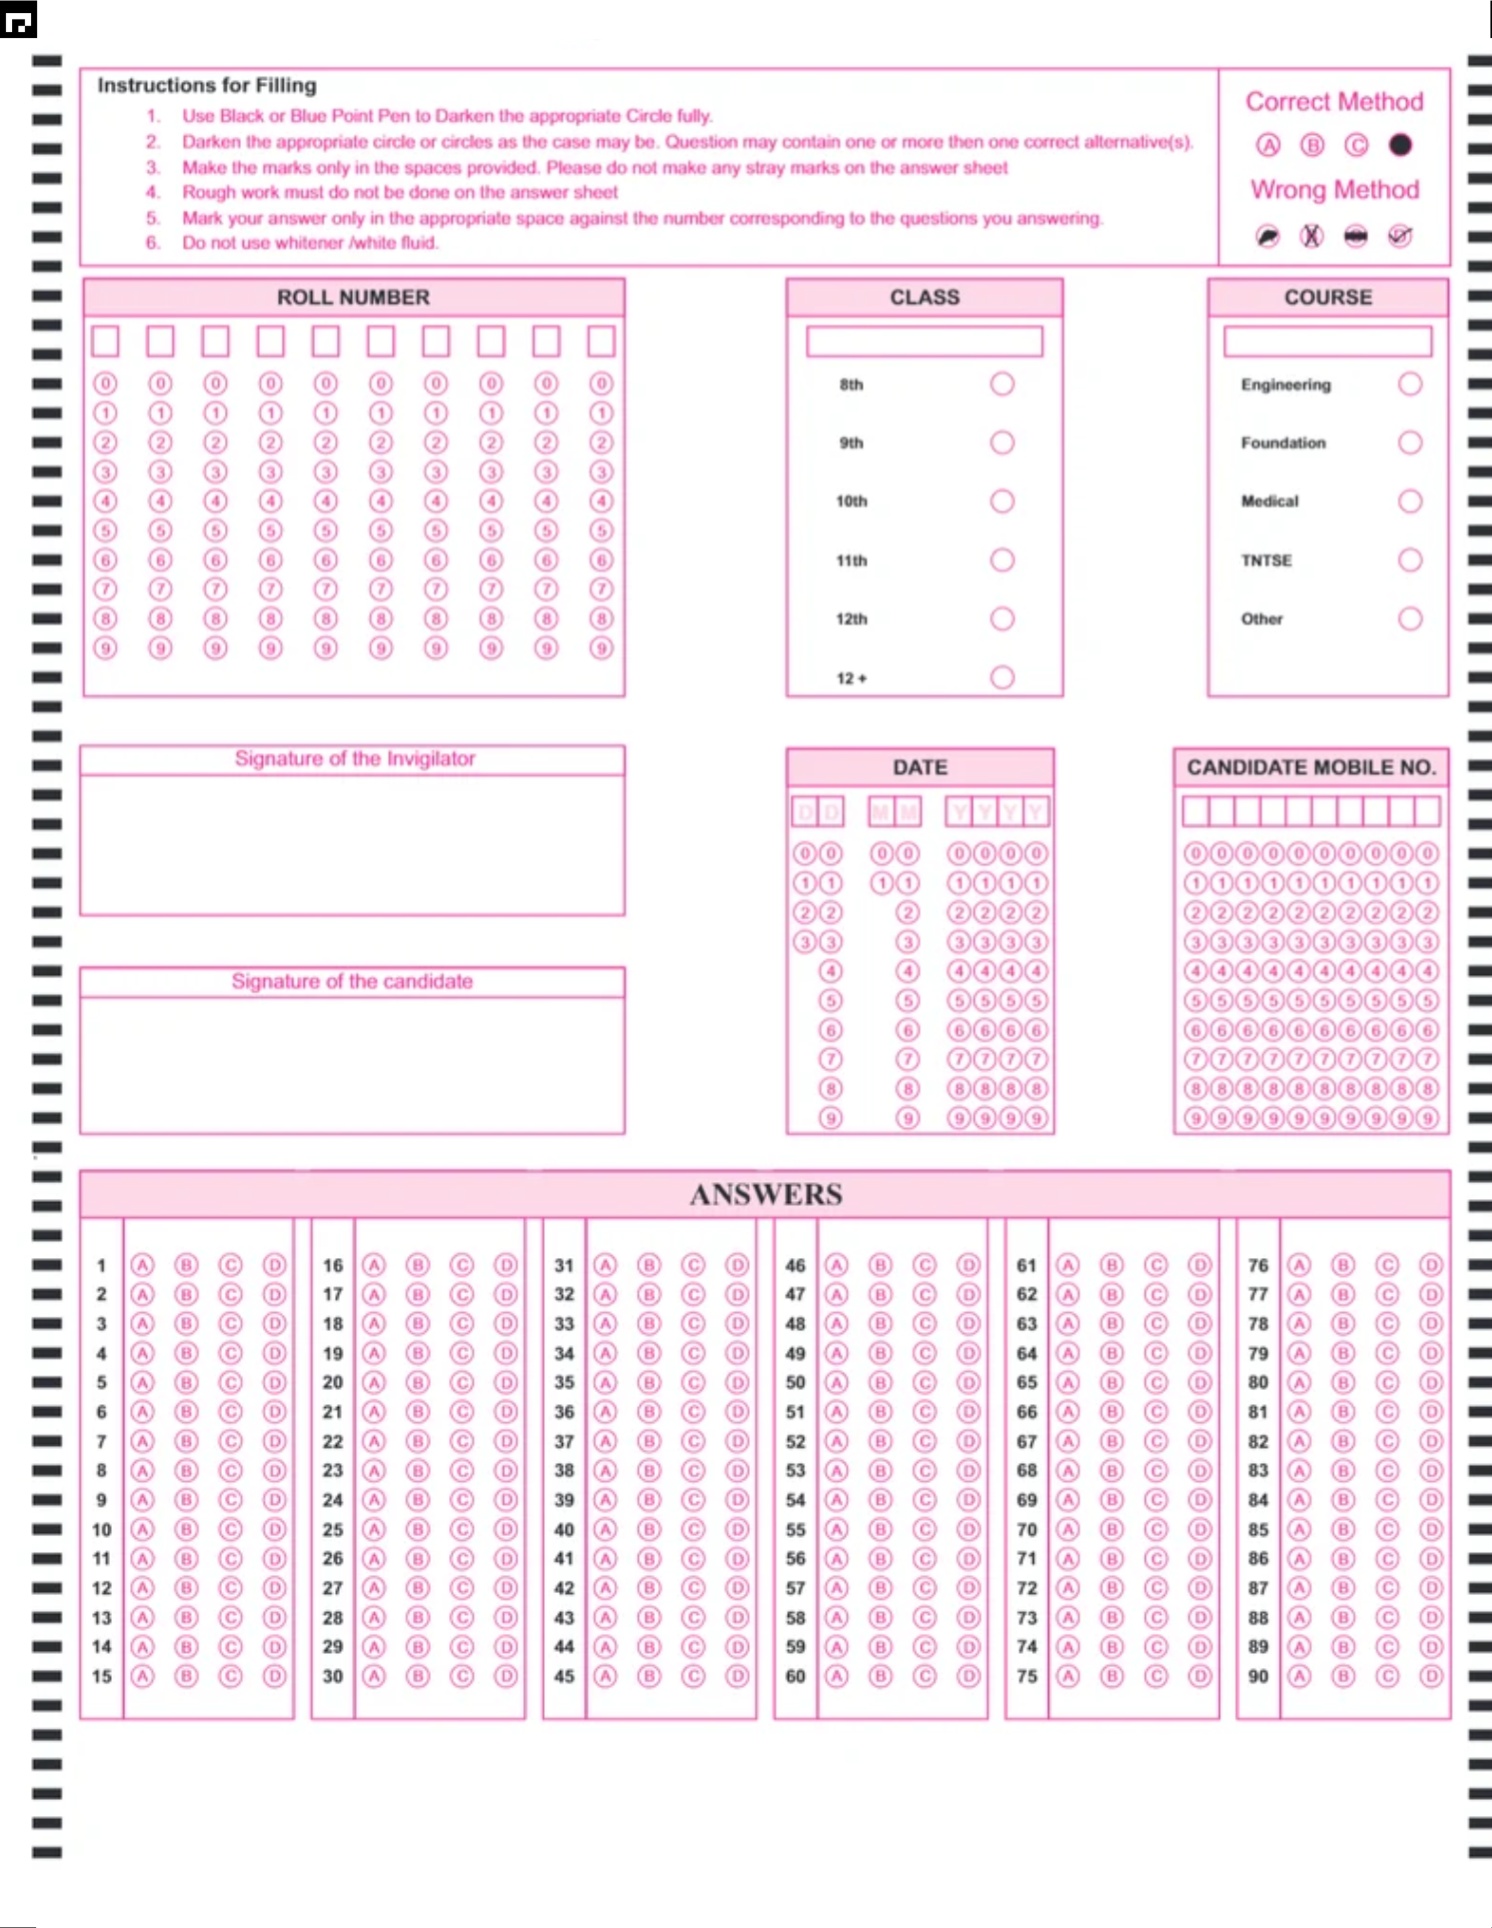 Instructions for Filling
1. Use Black or Blue Point Pen to Darken the appropriate Circle fully.
2. Darken the appropriate circle or circles as the case may be. Question may contain one or more then one correct alternative(s).
3. Make the marks only in the spaces provided. Please do not make any stray marks on the answer sheet
4. Rough work must do not be done on the answer sheet
5. Mark your answer only in the appropriate space against the number corresponding to the questions you answering.
6. Do not use whitener /white fluid.
Correct Method
A B C
Wrong Method
ROLL NUMBER
0 0 0 0 0 0 0 0 0 0
1 1 1 1 1 1 1 1 1 1
2 2 2 2 2 2 2 2 2 2
3 3 3 3 3 3 3 3 3 3
4 4 4 4 4 4 4 4 4 4
5 5 5 5 5 5 5 5 5 5
6 6 6 6 6 6 6 6 6 6
7 7 7 7 7 7 7 7 7 7
8 8 8 8 8 8 8 8 8 8
9 9 9 9 9 9 9 9 9 9
CLASS
8th
9th
10th
11th
12th
12 +
COURSE
Engineering
Foundation
Medical
TNTSE
Other
Signature of the Invigilator
Signature of the candidate
DATE
D D M M Y Y Y Y
0 0 0 0 0 0 0 0
1 1 1 1 1 1 1 1
2 2 2 2 2 2 2
3 3 3 3 3 3 3
4 4 4 4 4 4
5 5 5 5 5 5
6 6 6 6 6 6
7 7 7 7 7 7
8 8 8 8 8 8
9 9 9 9 9 9
CANDIDATE MOBILE NO.
0 0 0 0 0 0 0 0 0 0
1 1 1 1 1 1 1 1 1 1
2 2 2 2 2 2 2 2 2 2
3 3 3 3 3 3 3 3 3 3
4 4 4 4 4 4 4 4 4 4
5 5 5 5 5 5 5 5 5 5
6 6 6 6 6 6 6 6 6 6
7 7 7 7 7 7 7 7 7 7
8 8 8 8 8 8 8 8 8 8
9 9 9 9 9 9 9 9 9 9
ANSWERS
1 A B C D 16 A B C D 31 A B C D 46 A B C D 61 A B C D 76 A B C D
2 A B C D 17 A B C D 32 A B C D 47 A B C D 62 A B C D 77 A B C D
3 A B C D 18 A B C D 33 A B C D 48 A B C D 63 A B C D 78 A B C D
4 A B C D 19 A B C D 34 A B C D 49 A B C D 64 A B C D 79 A B C D
5 A B C D 20 A B C D 35 A B C D 50 A B C D 65 A B C D 80 A B C D
6 A B C D 21 A B C D 36 A B C D 51 A B C D 66 A B C D 81 A B C D
7 A B C D 22 A B C D 37 A B C D 52 A B C D 67 A B C D 82 A B C D
8 A B C D 23 A B C D 38 A B C D 53 A B C D 68 A B C D 83 A B C D
9 A B C D 24 A B C D 39 A B C D 54 A B C D 69 A B C D 84 A B C D
10 A B C D 25 A B C D 40 A B C D 55 A B C D 70 A B C D 85 A B C D
11 A B C D 26 A B C D 41 A B C D 56 A B C D 71 A B C D 86 A B C D
12 A B C D 27 A B C D 42 A B C D 57 A B C D 72 A B C D 87 A B C D
13 A B C D 28 A B C D 43 A B C D 58 A B C D 73 A B C D 88 A B C D
14 A B C D 29 A B C D 44 A B C D 59 A B C D 74 A B C D 89 A B C D
15 A B C D 30 A B C D 45 A B C D 60 A B C D 75 A B C D 90 A B C D